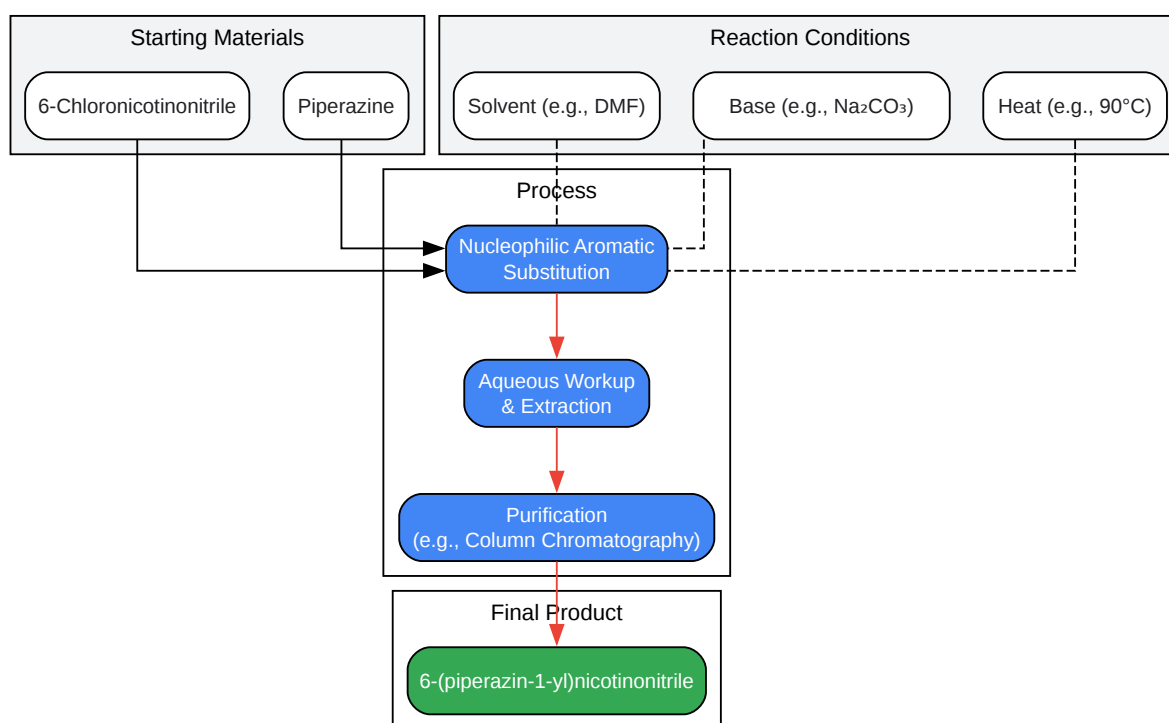 Starting Materials
6-Chloronicotinonitrile
Piperazine
Reaction Conditions
Solvent (e.g., DMF)
Base (e.g., Na₂CO₃)
Heat (e.g., 90°C)
Process
Nucleophilic Aromatic
Substitution
Aqueous Workup
& Extraction
Purification
(e.g., Column Chromatography)
Final Product
6-(piperazin-1-yl)nicotinonitrile